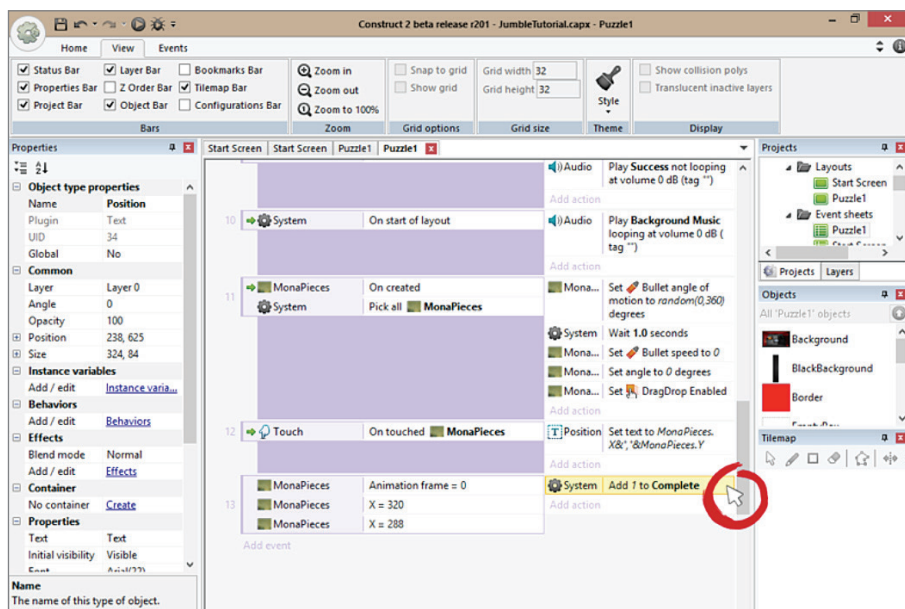 Construct 2 beta release r201 - JumbleTutorial.capx - Puzzle1
Home View Events
Status Bar Layer Bar Bookmarks Bar
Properties Bar Z Order Bar Tilemap Bar
Project Bar Object Bar Configurations Bar
Bars
Zoom in
Zoom out
Zoom to 100%
Zoom
Snap to grid
Show grid
Grid options
Grid width 32
Grid height 32
Grid size
Style
Theme
Show collision polys
Translucent inactive layers
Display
Properties
Object type properties
Name Position
Plugin Text
UID 34
Global No
Common
Layer Layer 0
Angle 0
Opacity 100
Position 238, 625
Size 324, 84
Instance variables
Add / edit Instance varia...
Behaviors
Add / edit Behaviors
Effects
Blend mode Normal
Add / edit Effects
Container
No container Create
Properties
Text Text
Initial visibility Visible
Font Arial(22)
Name
The name of this type of object.
Start Screen Start Screen Puzzle1 Puzzle1
Audio Play Success not looping
at volume 0 dB (tag "")
Add action
10 System On start of layout Audio Play Background Music
looping at volume 0 dB (
tag "")
Add action
11 MonaPieces On created Mona... Set Bullet angle of
motion to random(0,360)
degrees
System Pick all MonaPieces
System Wait 1.0 seconds
Mona... Set Bullet speed to 0
Mona... Set angle to 0 degrees
Mona... Set DragDrop Enabled
Add action
12 Touch On touched MonaPieces T Position Set text to MonaPieces.
X&","&MonaPieces.Y
Add action
13 MonaPieces Animation frame = 0 System Add 1 to Complete
MonaPieces X = 320 Add action
MonaPieces X = 288
Add event
Projects
Layouts
Start Screen
Puzzle1
Event sheets
Puzzle1
Start Screen
Projects Layers
Objects
All 'Puzzle1' objects
Background
BlackBackground
Border
EmptyBox
Tilemap